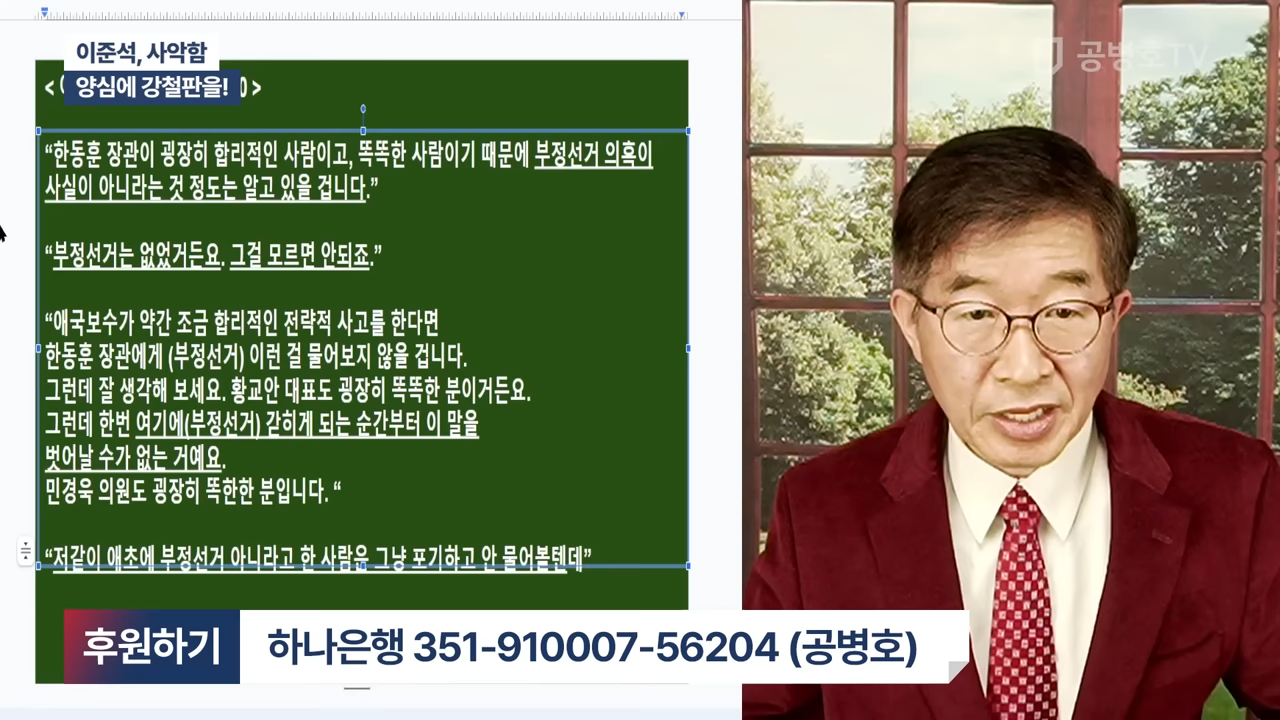 이준석, 사악함
양심에 강철판을!
공병호TV
“한동훈 장관이 굉장히 합리적인 사람이고, 똑똑한 사람이기 때문에 부정선거 의혹이
사실이 아니라는 것 정도는 알고 있을 겁니다.”
“부정선거는 없었거든요. 그걸 모르면 안되죠.”
“애국보수가 약간 조금 합리적인 전략적 사고를 한다면
한동훈 장관에게 (부정선거) 이런 걸 물어보지 않을 겁니다.
그런데 잘 생각해 보세요. 황교안 대표도 굉장히 똑똑한 분이거든요.
그런데 한번 여기에(부정선거) 갇히게 되는 순간부터 이 말을
벗어날 수가 없는 거예요.
민경욱 의원도 굉장히 똑한한 분입니다. “
“저같이 애초에 부정선거 아니라고 한 사람은 그냥 포기하고 안 물어볼텐데”
후원하기
하나은행 351-910007-56204 (공병호)